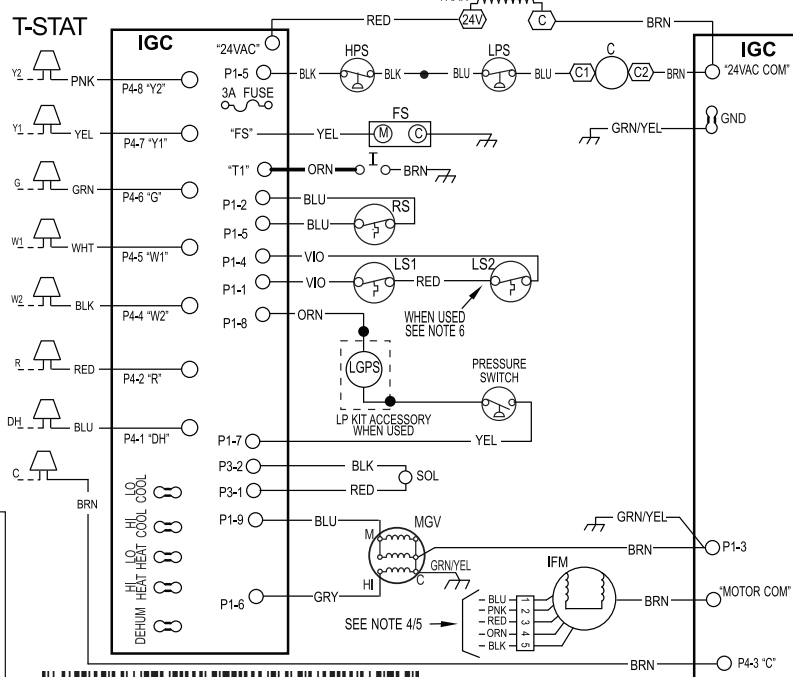 RED
24V
C
BRN
T-STAT
IGC
"24VAC"
HPS
LPS
C
IGC
Y2
PNK
P4-8 "Y2"
P1-5
BLK
BLK
BLU
BLU
C1
C2
BRN
"24VAC COM"
3A FUSE
FS
GND
Y1
YEL
P4-7 "Y1"
"FS"
YEL
M
C
GRN/YEL
"T1"
ORN
BRN
G
GRN
P4-6 "G"
P1-2
BLU
RS
P1-5
BLU
W1
WHT
P4-5 "W1"
P1-4
VIO
LS1
LS2
P1-1
VIO
RED
W2
BLK
P4-4 "W2"
P1-8
ORN
WHEN USED
SEE NOTE 6
R
RED
P4-2 "R"
LGPS
PRESSURE
SWITCH
LP KIT ACCESSORY
WHEN USED
DH
BLU
P4-1 "DH"
P1-7
YEL
C
BRN
P3-2
BLK
SOL
P3-1
RED
LO
COOL
HI
COOL
LO
HEAT
HI
HEAT
DEHUM
P1-9
BLU
M
MGV
GRN/YEL
BRN
P1-3
HI
C
GRN/YEL
IFM
P1-6
GRY
SEE NOTE 4/5
BLU 1
PNK 2
RED 3
ORN 4
BLK 5
BRN
"MOTOR COM"
BRN
P4-3 "C"